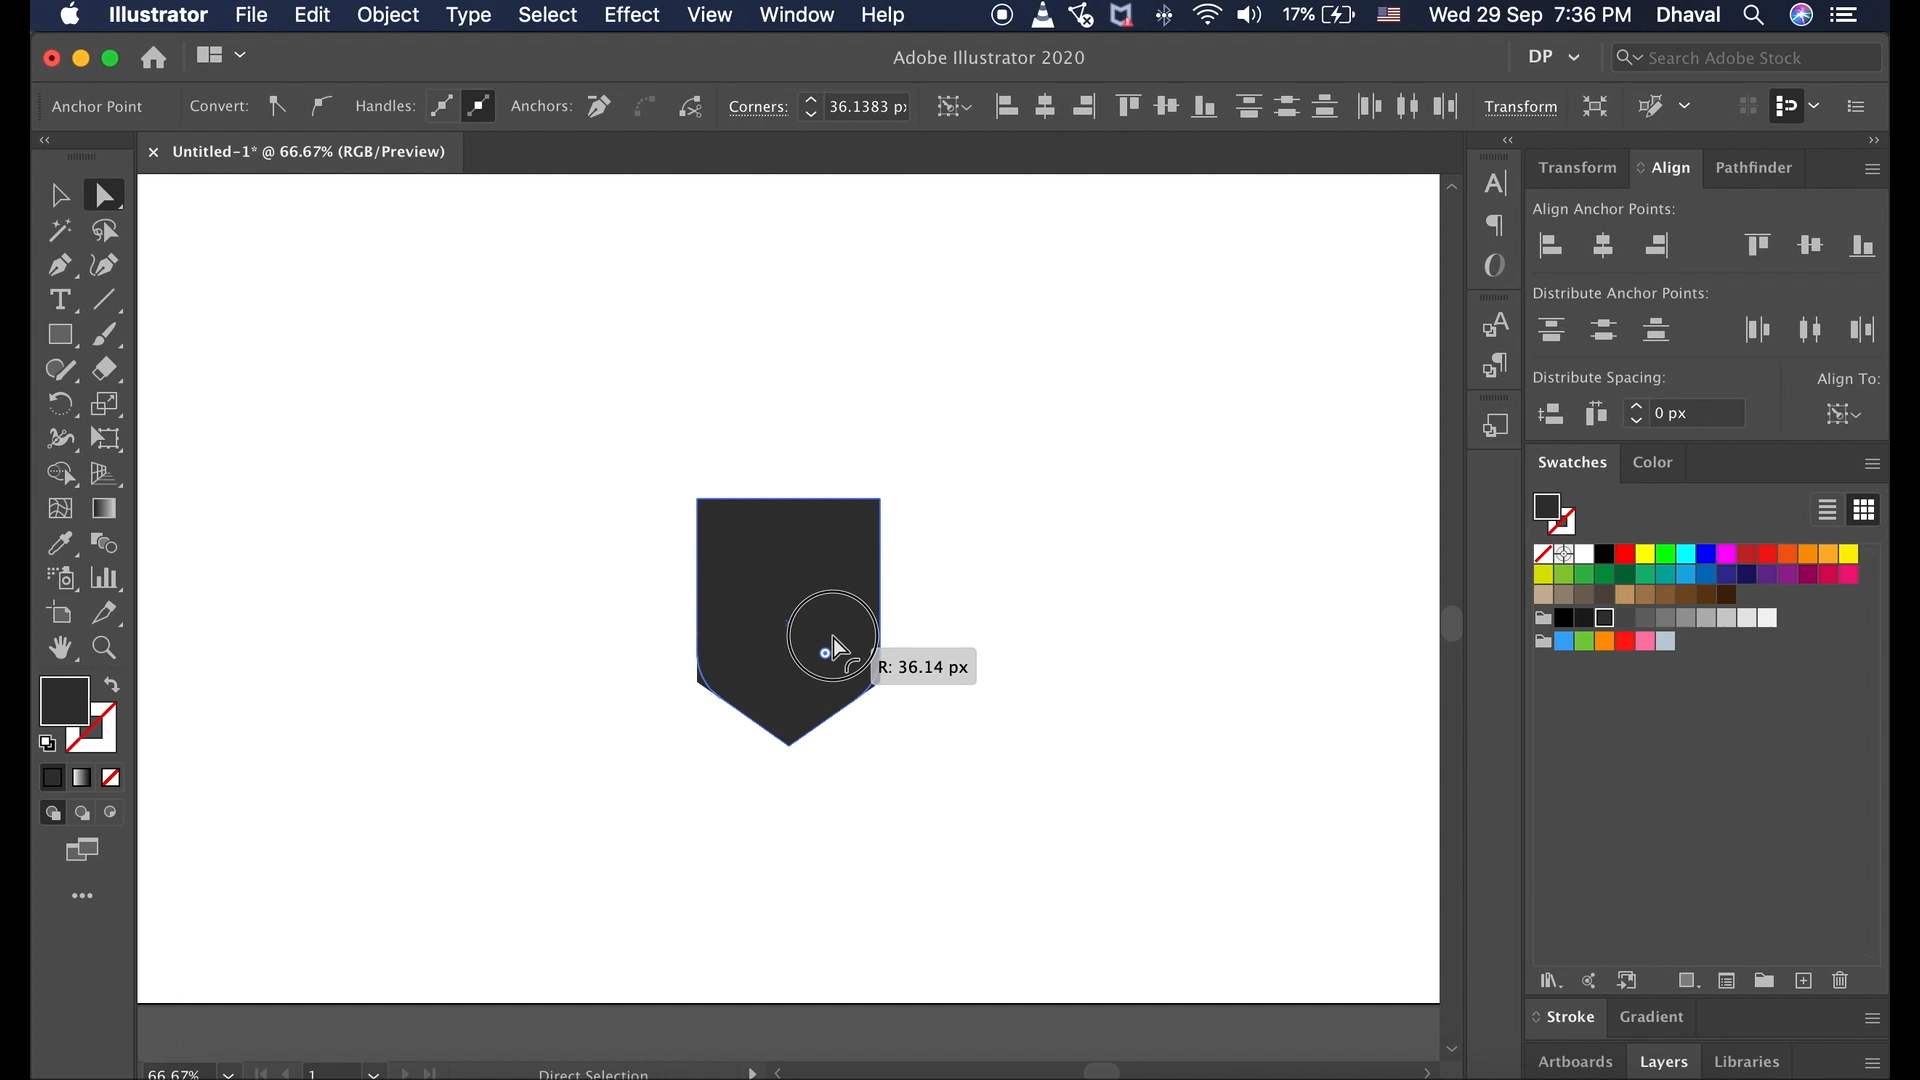 Illustrator File Edit Object Type Select Effect View Window Help 17% Wed 29 Sep 7:36 PM Dhaval
Adobe Illustrator 2020 DP Search Adobe Stock
Anchor Point Convert: Handles: Anchors: Corners: 36.1383 p Transform
Untitled-1* @ 66.67% (RGB/Preview)
Transform Align Pathfinder
Align Anchor Points:
Distribute Anchor Points:
Distribute Spacing: Align To:
0 px
Swatches Color
R: 36.14 px
Stroke Gradient
Artboards Layers Libraries
66.67% 1 Direct Selection